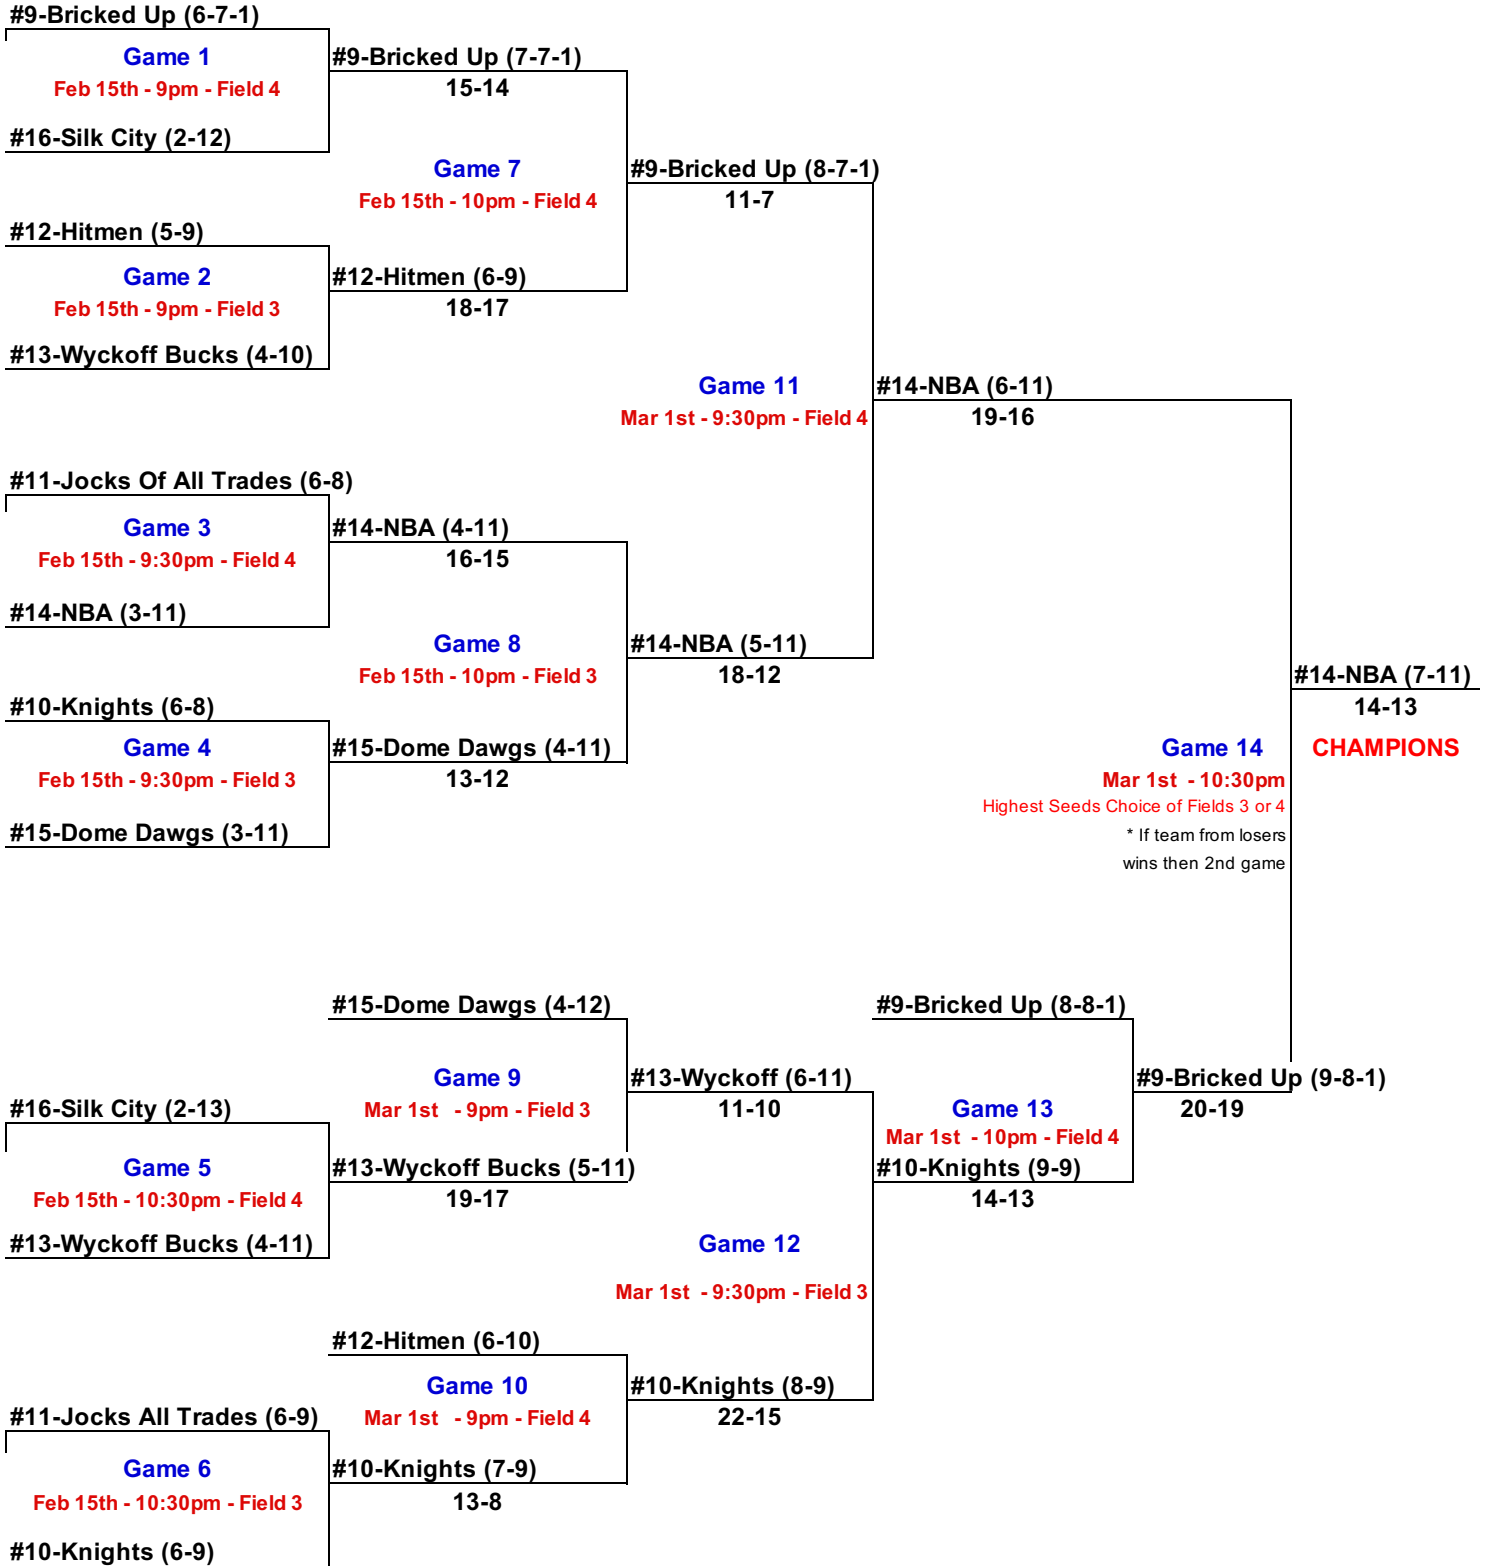 #9-Bricked Up (6-7-1)
Game 1
Feb 15th - 9pm - Field 4
#16-Silk City (2-12)
#9-Bricked Up (7-7-1)
15-14
Game 7
Feb 15th - 10pm - Field 4
#12-Hitmen (5-9)
Game 2
Feb 15th - 9pm - Field 3
#13-Wyckoff Bucks (4-10)
#12-Hitmen (6-9)
18-17
#9-Bricked Up (8-7-1)
11-7
Game 11
Mar 1st - 9:30pm - Field 4
#11-Jocks Of All Trades (6-8)
Game 3
Feb 15th - 9:30pm - Field 4
#14-NBA (3-11)
#14-NBA (4-11)
16-15
Game 8
Feb 15th - 10pm - Field 3
#10-Knights (6-8)
Game 4
Feb 15th - 9:30pm - Field 3
#15-Dome Dawgs (3-11)
#15-Dome Dawgs (4-11)
13-12
#14-NBA (5-11)
18-12
#14-NBA (6-11)
19-16
Game 14
Mar 1st - 10:30pm
Highest Seeds Choice of Fields 3 or 4
* If team from losers
wins then 2nd game
#14-NBA (7-11)
14-13
CHAMPIONS
#15-Dome Dawgs (4-12)
Game 9
Mar 1st - 9pm - Field 3
#16-Silk City (2-13)
Game 5
Feb 15th - 10:30pm - Field 4
#13-Wyckoff Bucks (4-11)
#13-Wyckoff Bucks (5-11)
19-17
#13-Wyckoff (6-11)
11-10
Game 12
Mar 1st - 9:30pm - Field 3
#12-Hitmen (6-10)
Game 10
Mar 1st - 9pm - Field 4
#11-Jocks All Trades (6-9)
Game 6
Feb 15th - 10:30pm - Field 3
#10-Knights (6-9)
#10-Knights (7-9)
13-8
#10-Knights (8-9)
22-15
#9-Bricked Up (8-8-1)
Game 13
Mar 1st - 10pm - Field 4
#10-Knights (9-9)
14-13
#9-Bricked Up (9-8-1)
20-19